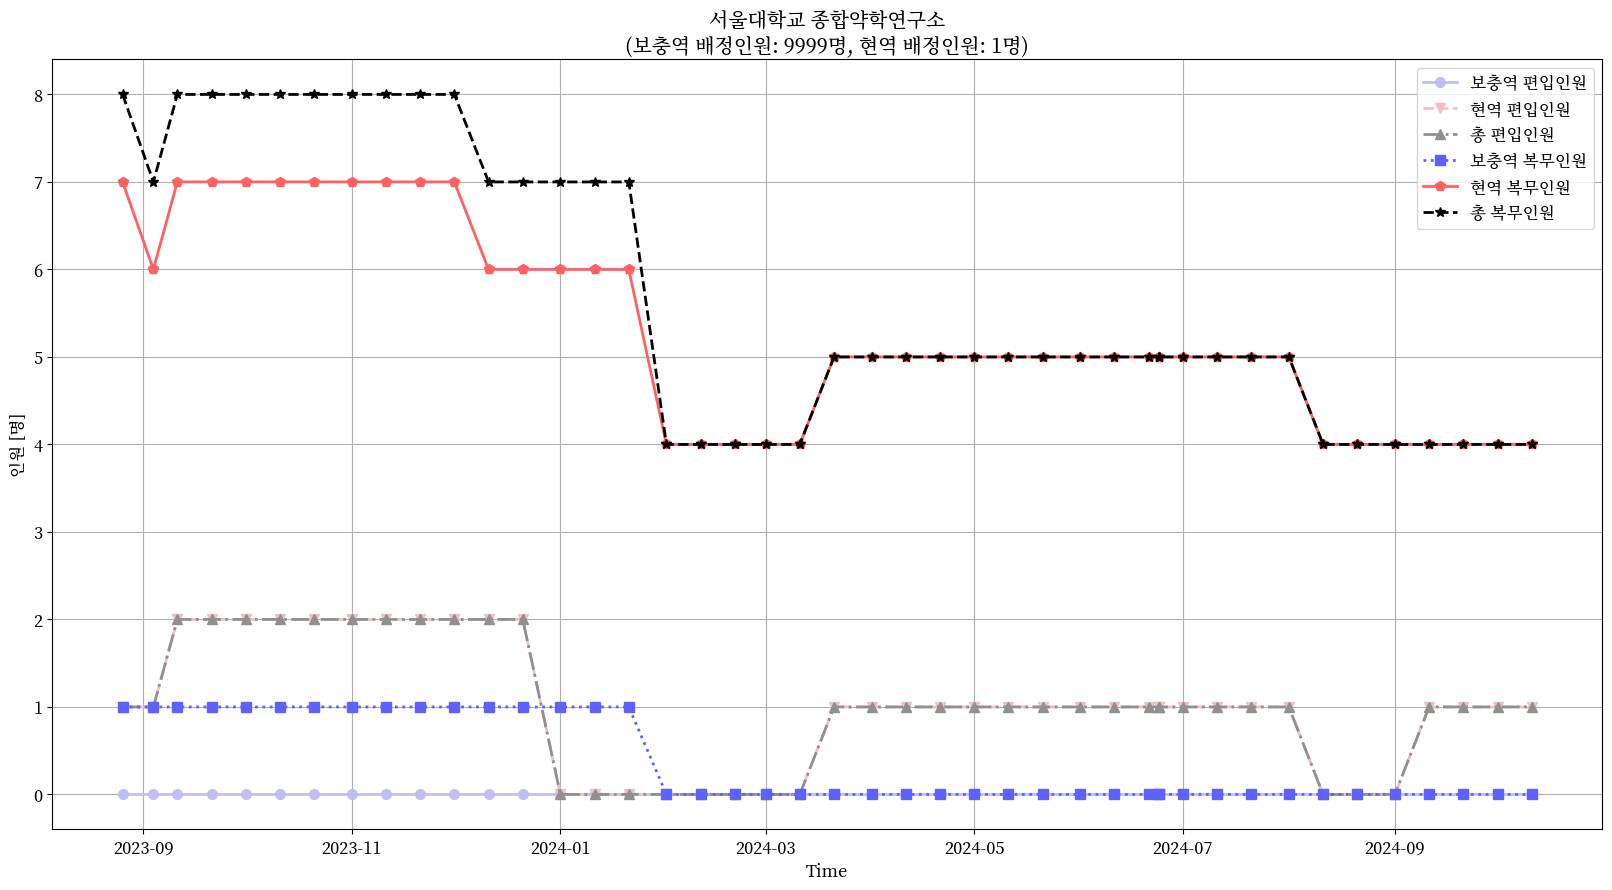 서울대학교 종합약학연구소
(보충역 배정인원: 9999명, 현역 배정인원: 1명)
보충역 편입인원
현역 편입인원
총 편입인원
보충역 복무인원
현역 복무인원
총 복무인원
인원 [명]
8
7
6
5
4
3
2
1
0
2023-09
2023-11
2024-01
2024-03
2024-05
2024-07
2024-09
Time